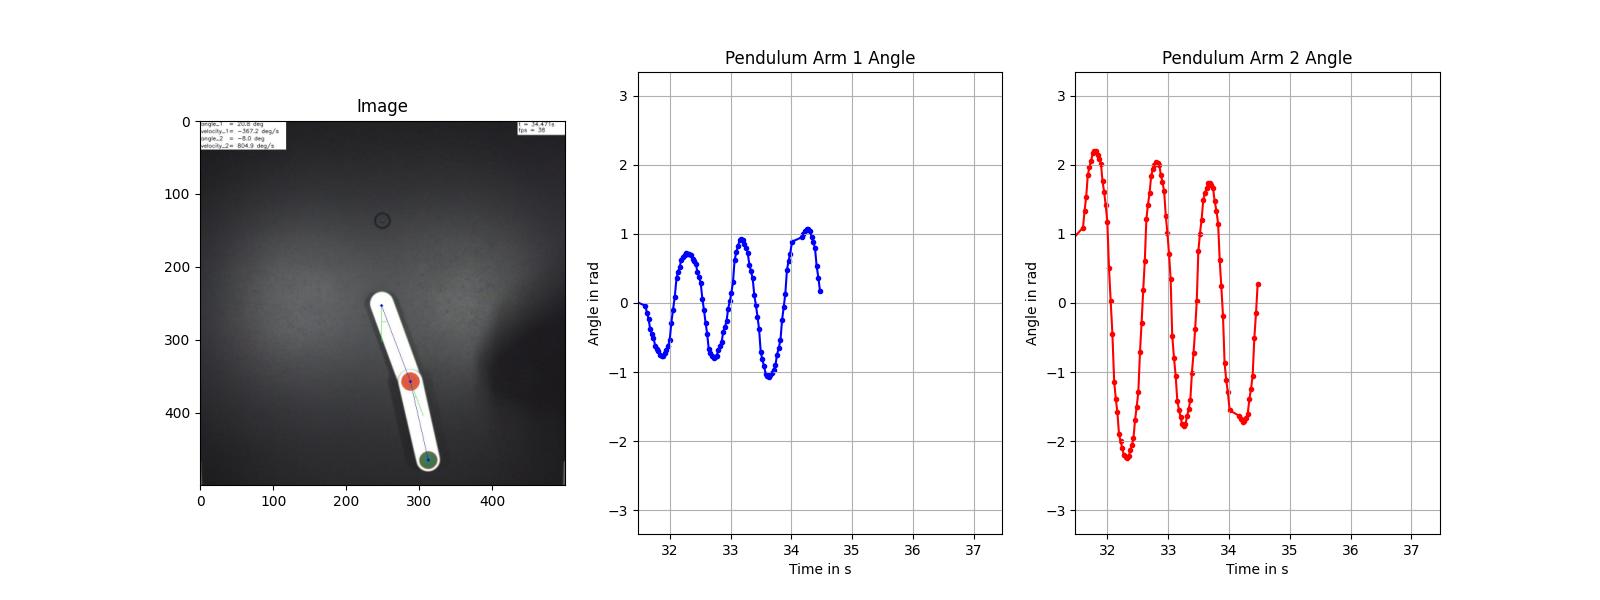 Image
angle_1 = 20.8 deg
velocity_1= -367.2 deg/s
angle_2 = -8.0 deg
velocity_2= 804.9 deg/s
t = 34.471s
fps = 38
0
100
200
300
400
0 100 200 300 400
Pendulum Arm 1 Angle
Angle in rad
3
2
1
0
−1
−2
−3
32 33 34 35 36 37
Time in s
Pendulum Arm 2 Angle
Angle in rad
3
2
1
0
−1
−2
−3
32 33 34 35 36 37
Time in s